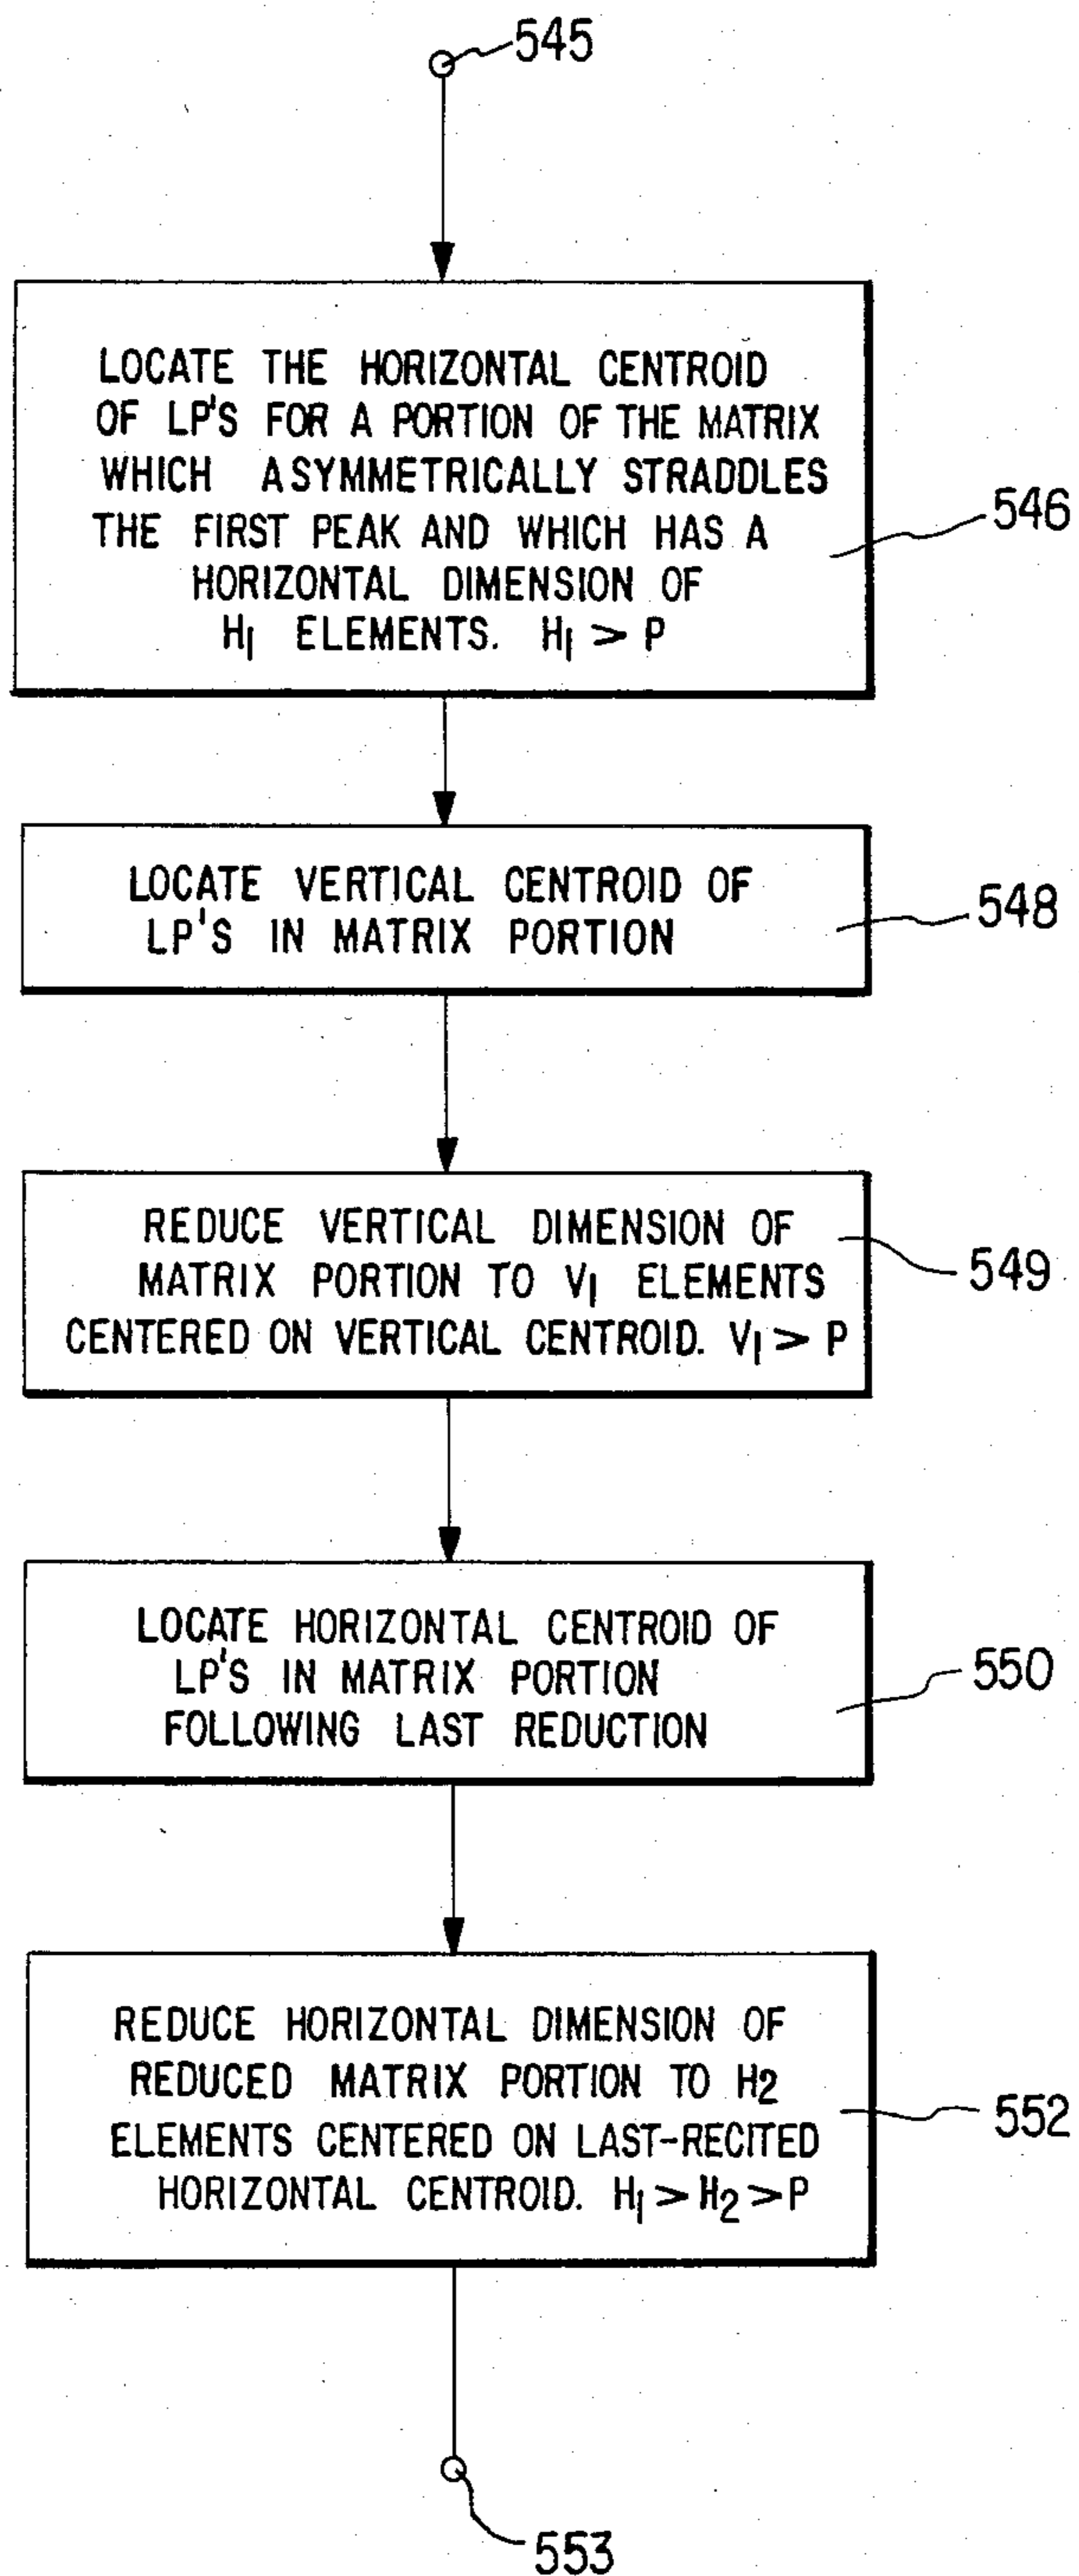 545
LOCATE THE HORIZONTAL CENTROID
OF LP'S FOR A PORTION OF THE MATRIX
WHICH ASYMMETRICALLY STRADDLES
THE FIRST PEAK AND WHICH HAS A
HORIZONTAL DIMENSION OF
H1 ELEMENTS. H1 > P
546
LOCATE VERTICAL CENTROID OF
LP'S IN MATRIX PORTION
548
REDUCE VERTICAL DIMENSION OF
MATRIX PORTION TO V1 ELEMENTS
CENTERED ON VERTICAL CENTROID. V1 > P
549
LOCATE HORIZONTAL CENTROID OF
LP'S IN MATRIX PORTION
FOLLOWING LAST REDUCTION
550
REDUCE HORIZONTAL DIMENSION OF
REDUCED MATRIX PORTION TO H2
ELEMENTS CENTERED ON LAST-RECITED
HORIZONTAL CENTROID. H1 > H2 > P
552
553